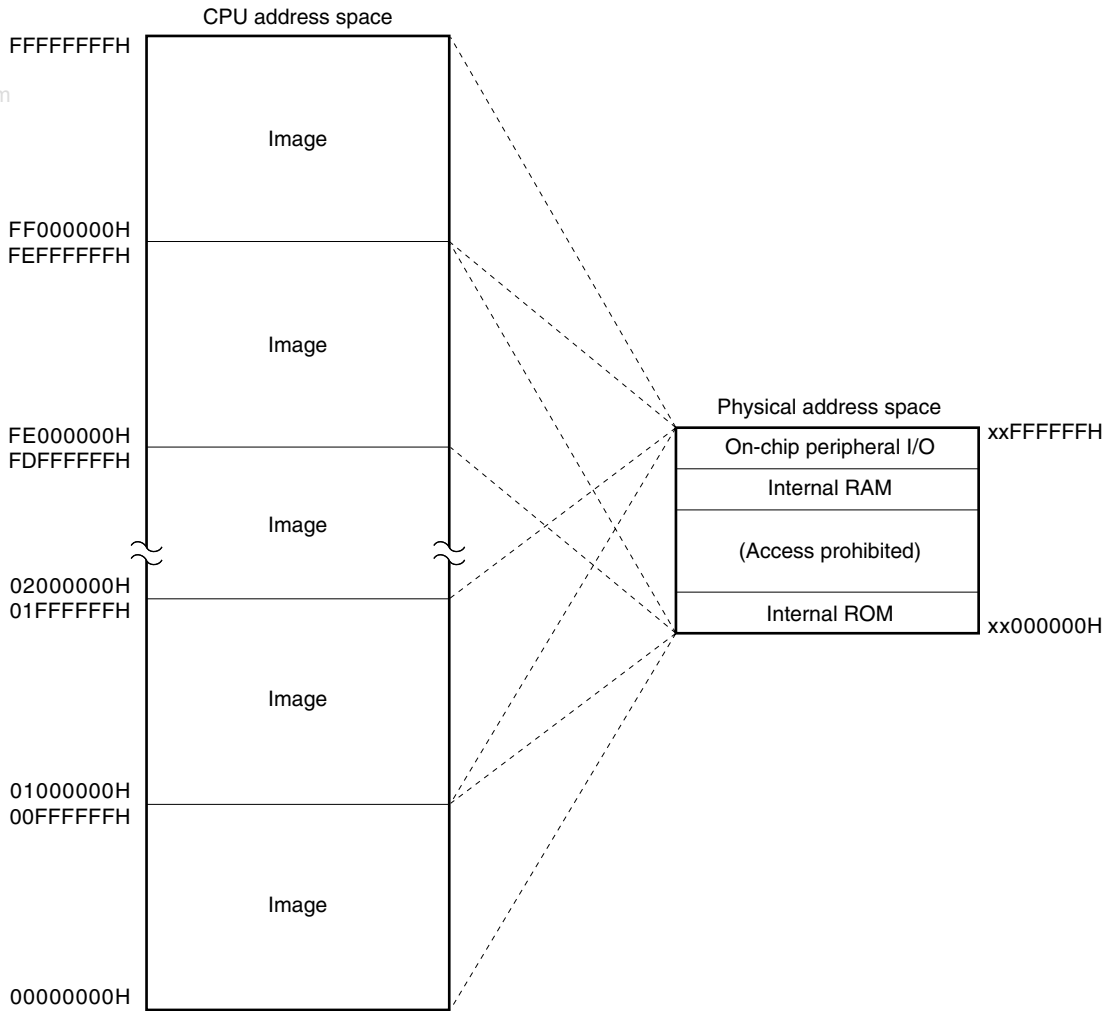 CPU address space
FFFFFFFFH
m
Image
FF000000H
FEFFFFFFH
Image
FE000000H
FDFFFFFFH
Image
02000000H
01FFFFFFH
Image
01000000H
00FFFFFFH
Image
00000000H
Physical address space
xxFFFFFFH
On-chip peripheral I/O
Internal RAM
(Access prohibited)
Internal ROM
xx000000H